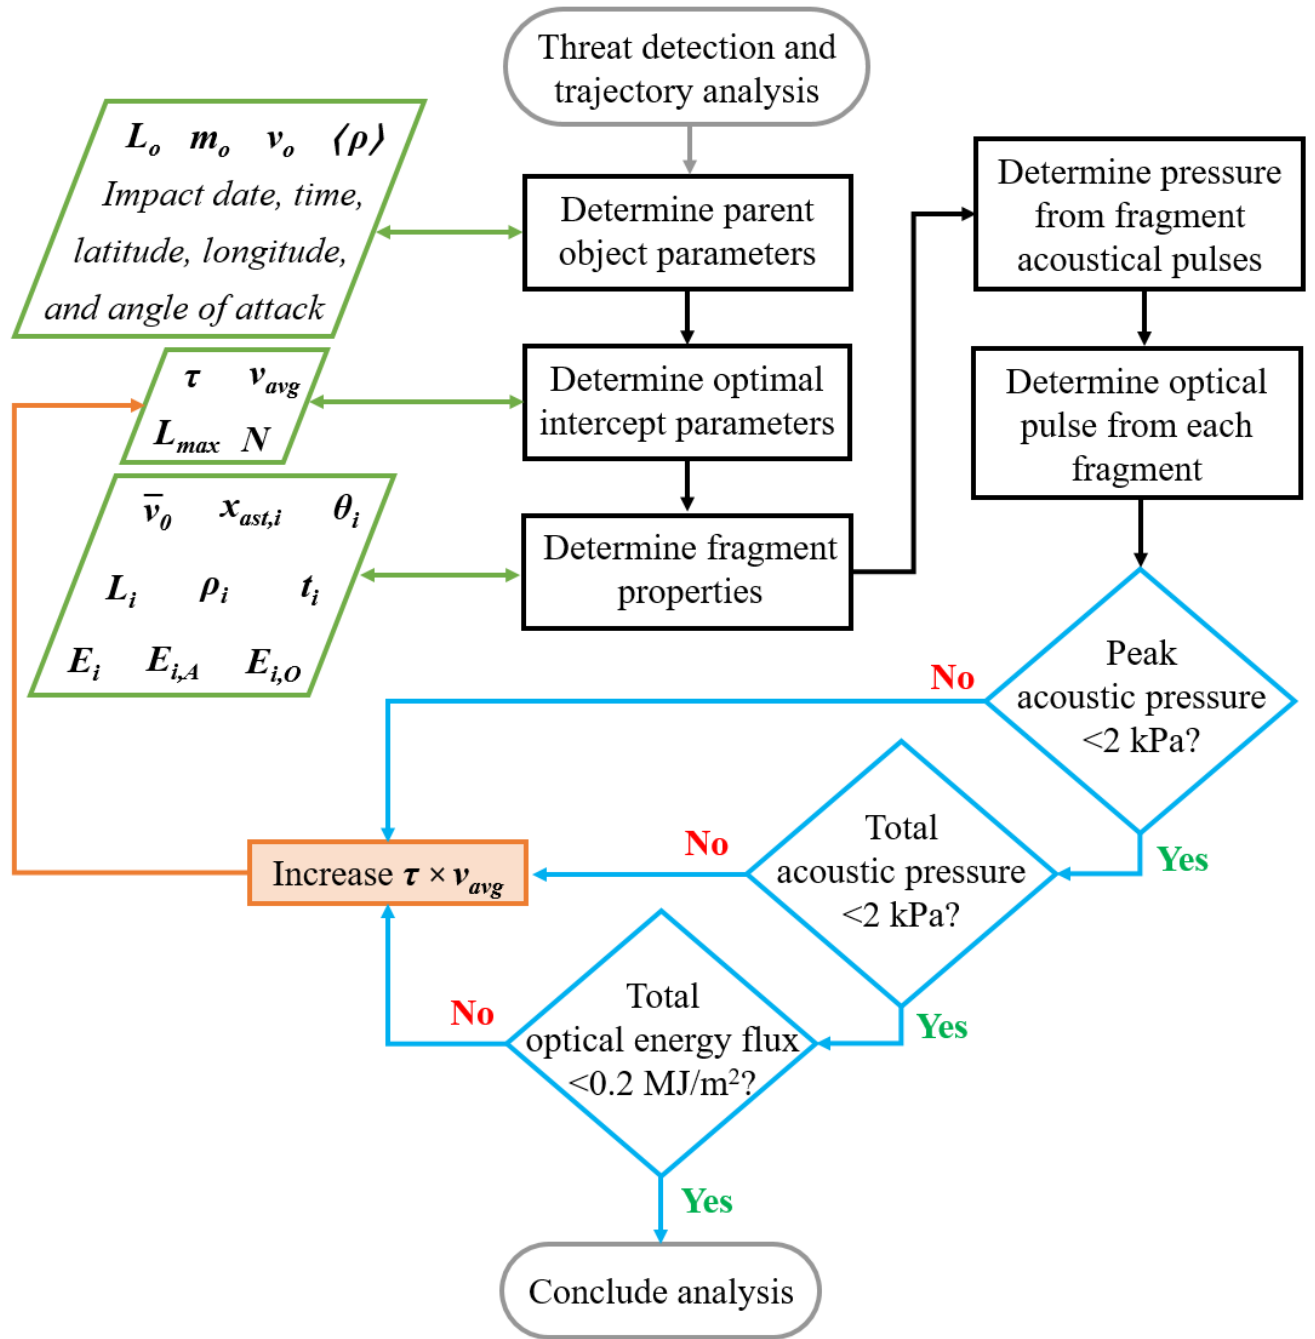 Threat detection and
trajectory analysis
L_o m_o v_o ⟨ρ⟩
Impact date, time,
latitude, longitude,
and angle of attack
Determine parent
object parameters
τ v_avg
L_max N
Determine optimal
intercept parameters
v̅_0 x_ast,i θ_i
L_i ρ_i t_i
E_i E_i,A E_i,O
Determine fragment
properties
Determine pressure
from fragment
acoustical pulses
Determine optical
pulse from each
fragment
Peak
acoustic pressure
<2 kPa?
No
Yes
Total
acoustic pressure
<2 kPa?
No
Yes
Increase τ × v_avg
Total
optical energy flux
<0.2 MJ/m²?
No
Yes
Conclude analysis